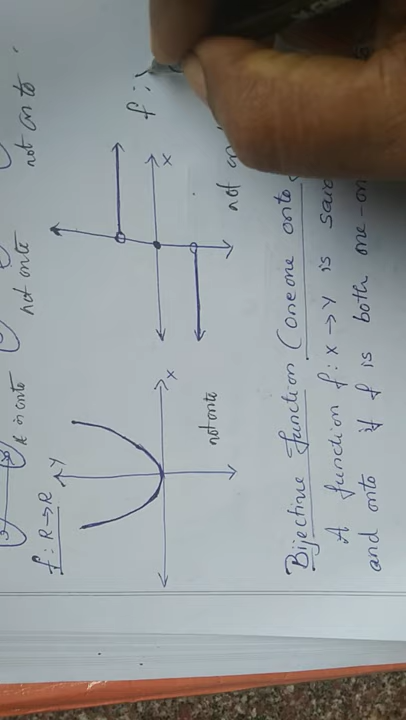 is onto
not onto
not onto
f : R→R
Y
X
not onto
X
not
f :
Bijective function (one one onto
A function f : X → Y is said
and onto if f is both one-on